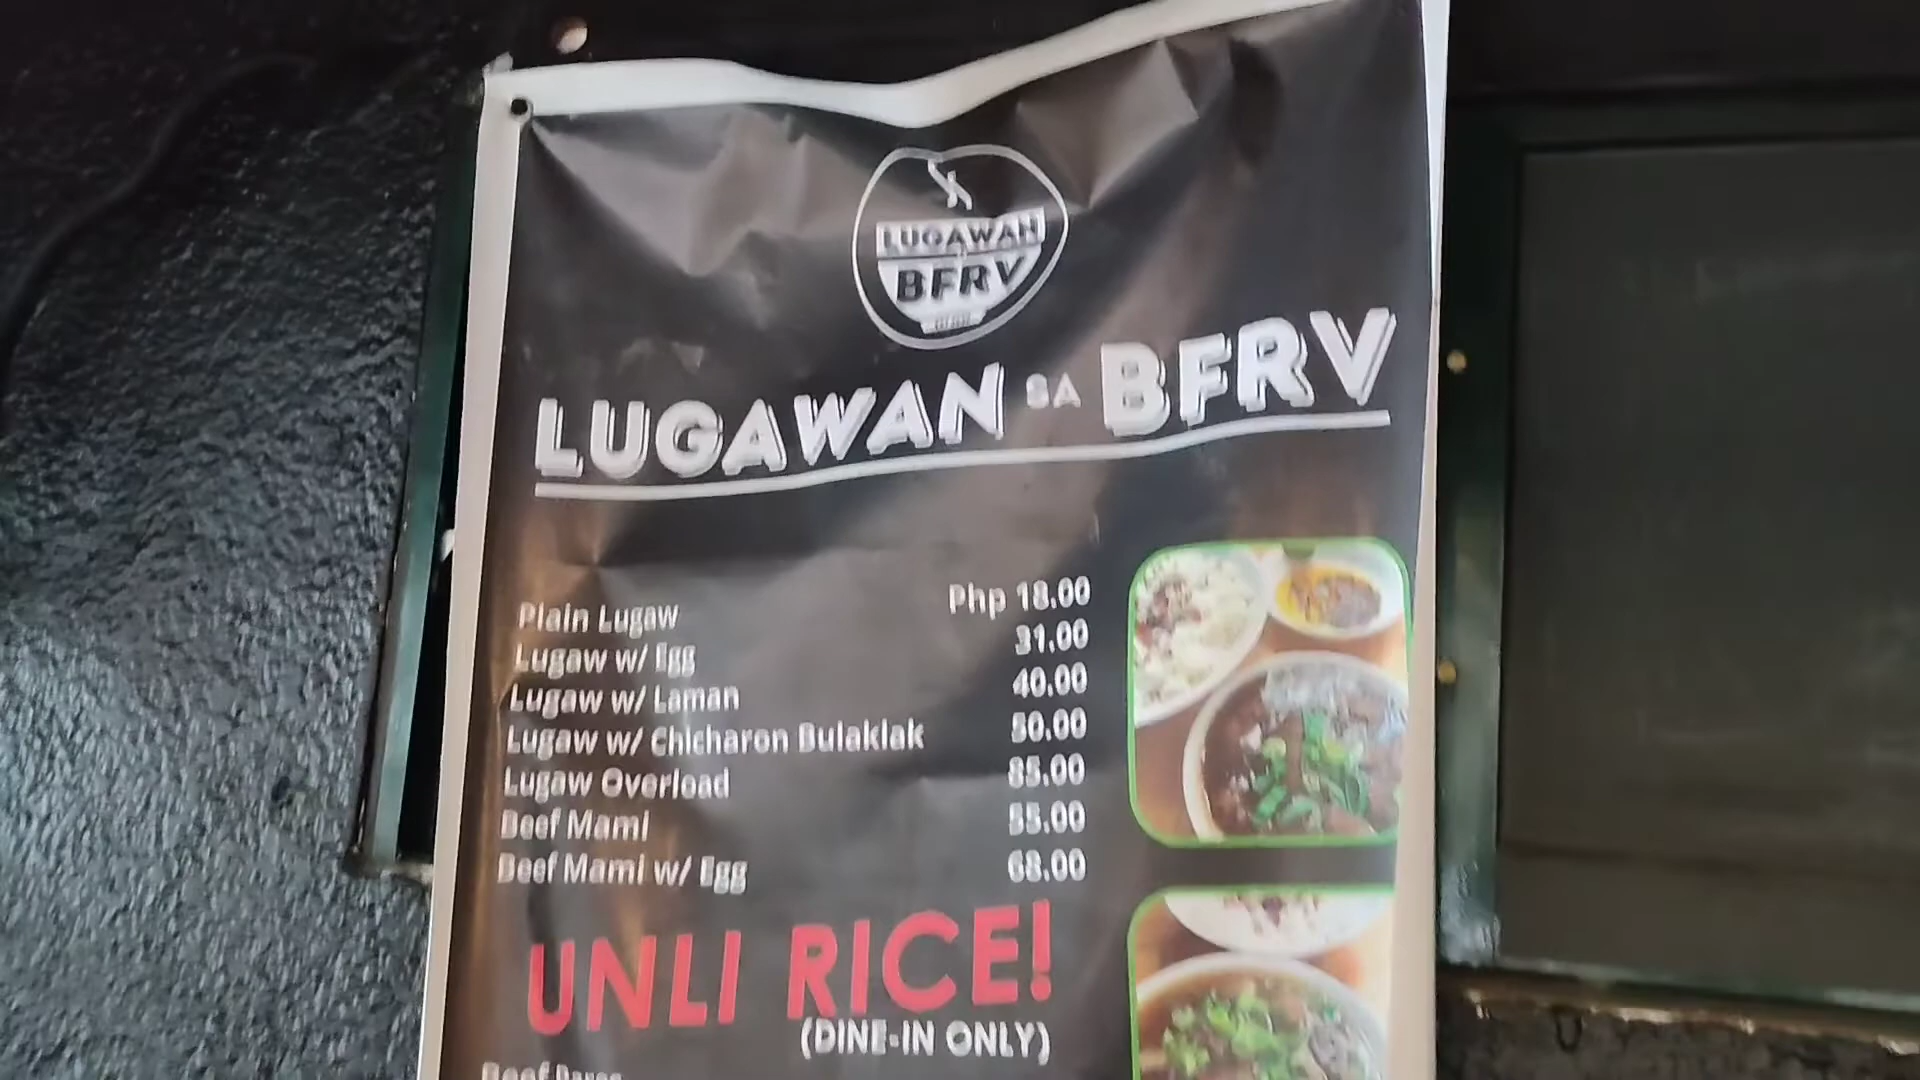 LUGAWAN
BFRV
LUGAWAN SA BFRV
Plain Lugaw Php 18.00
Lugaw w/ Egg 31.00
Lugaw w/ Laman 40.00
Lugaw w/ Chicharon Bulaklak 50.00
Lugaw Overload 85.00
Beef Mami 55.00
Beef Mami w/ Egg 68.00
UNLI RICE!
(DINE-IN ONLY)
Beef Pares